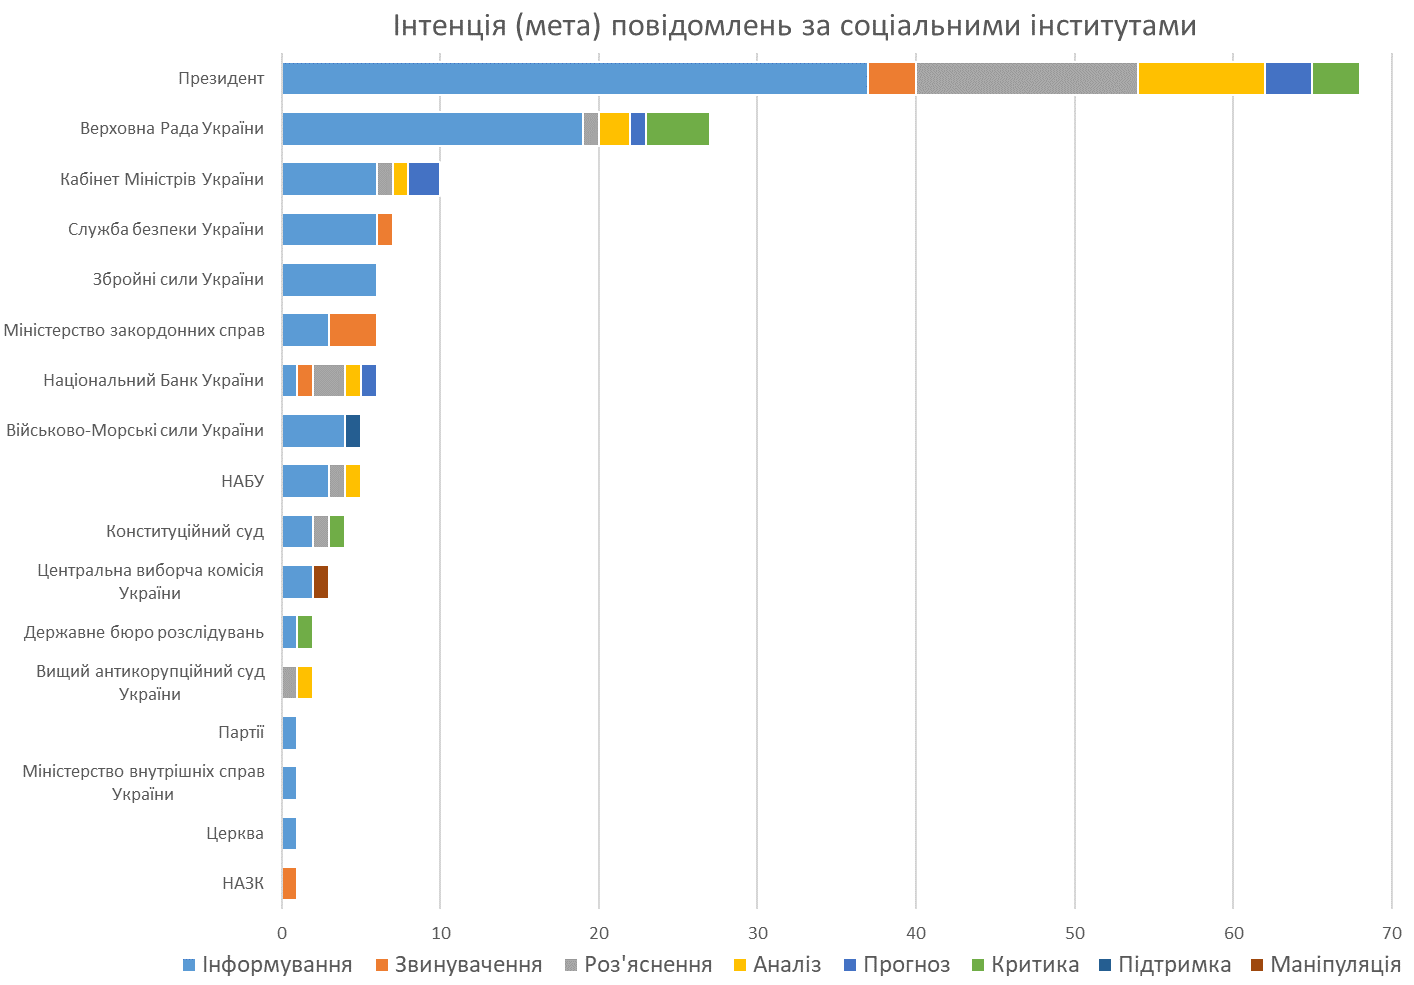 Інтенція (мета) повідомлень за соціальними інститутами
Президент
Верховна Рада України
Кабінет Міністрів України
Служба безпеки України
Збройні сили України
Міністерство закордонних справ
Національний Банк України
Військово-Морські сили України
НАБУ
Конституційний суд
Центральна виборча комісія
України
Державне бюро розслідувань
Вищий антикорупційний суд
України
Партії
Міністерство внутрішніх справ
України
Церква
НАЗК
0 10 20 30 40 50 60 70
Інформування Звинувачення Роз'яснення Аналіз Прогноз Критика Підтримка Маніпуляція